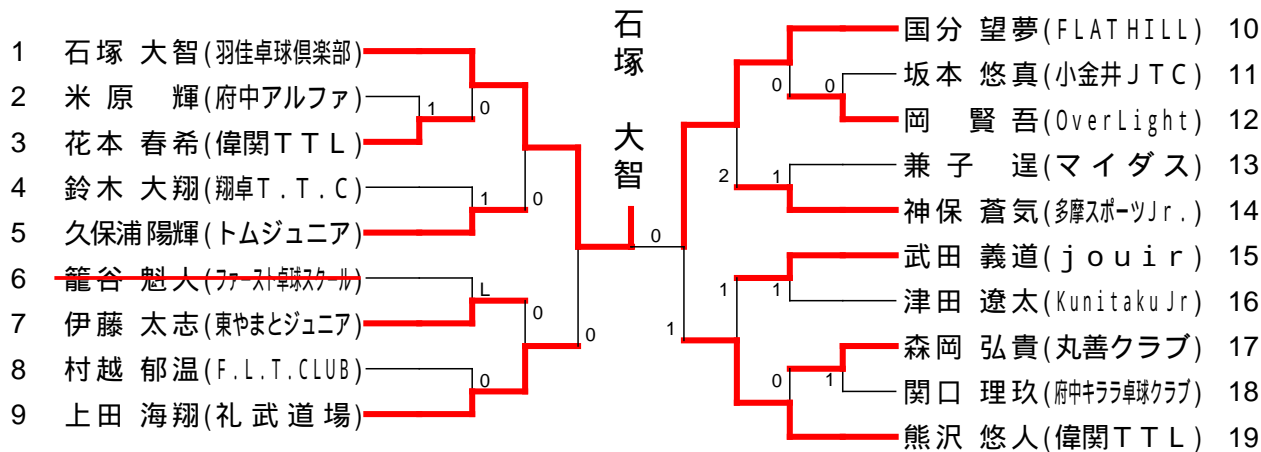 石塚 大智
1 石塚 大智(羽佳卓球倶楽部)
2 米原 輝(府中アルファ)
3 花本 春希(偉関TTL)
4 鈴木 大翔(翔卓T.T.C)
5 久保浦 陽輝(トムジュニア)
6 籠谷 魁人(ファースト卓球スクール)
7 伊藤 太志(東やまとジュニア)
8 村越 郁温(F.L.T.CLUB)
9 上田 海翔(礼武道場)
1
0
1
0
L
0
0
0
0
国分 望夢(FLATHILL) 10
坂本 悠真(小金井JTC) 11
岡 賢吾(OverLight) 12
兼子 逞(マイダス) 13
神保 蒼気(多摩スポーツJr.) 14
武田 義道(jouir) 15
津田 遼太(KunitakuJr) 16
森岡 弘貴(丸善クラブ) 17
関口 理玖(府中キララ卓球クラブ) 18
熊沢 悠人(偉関TTL) 19
0
0
2
1
1
1
0
1
1
0